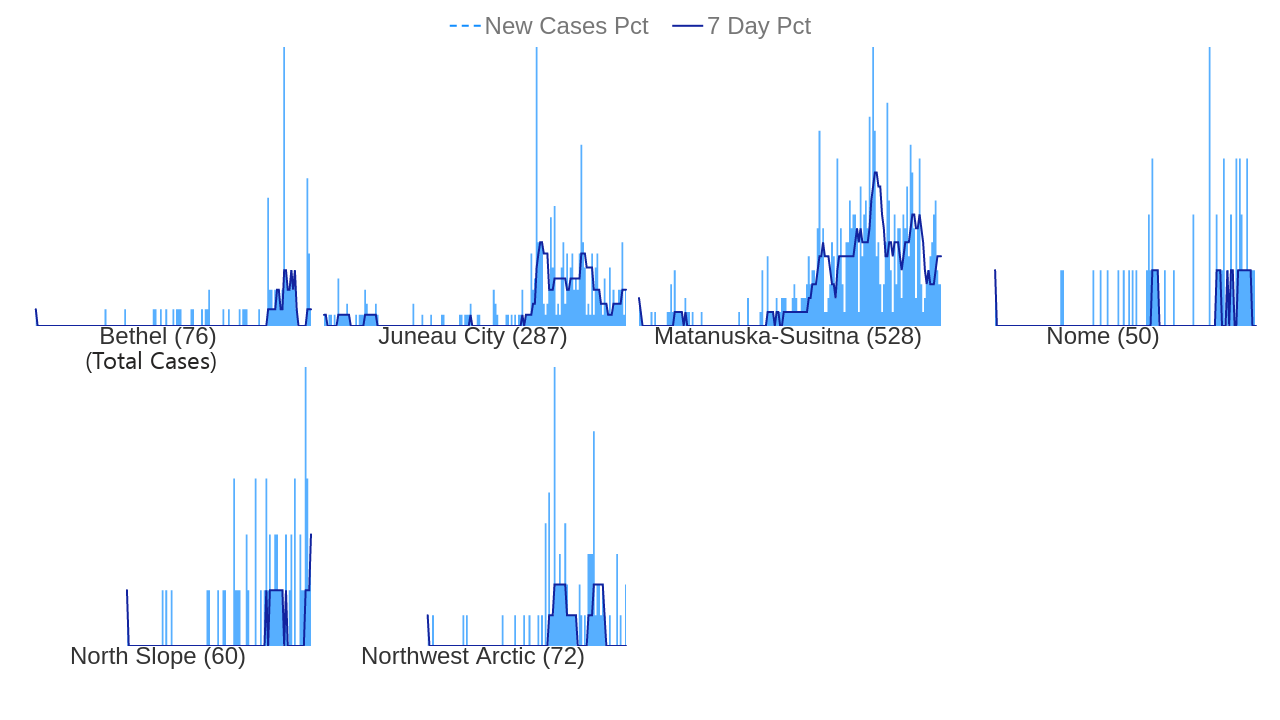 New Cases Pct 7 Day Pct
Bethel (76) Juneau City (287) Matanuska-Susitna (528) Nome (50)
(Total Cases)
North Slope (60) Northwest Arctic (72)